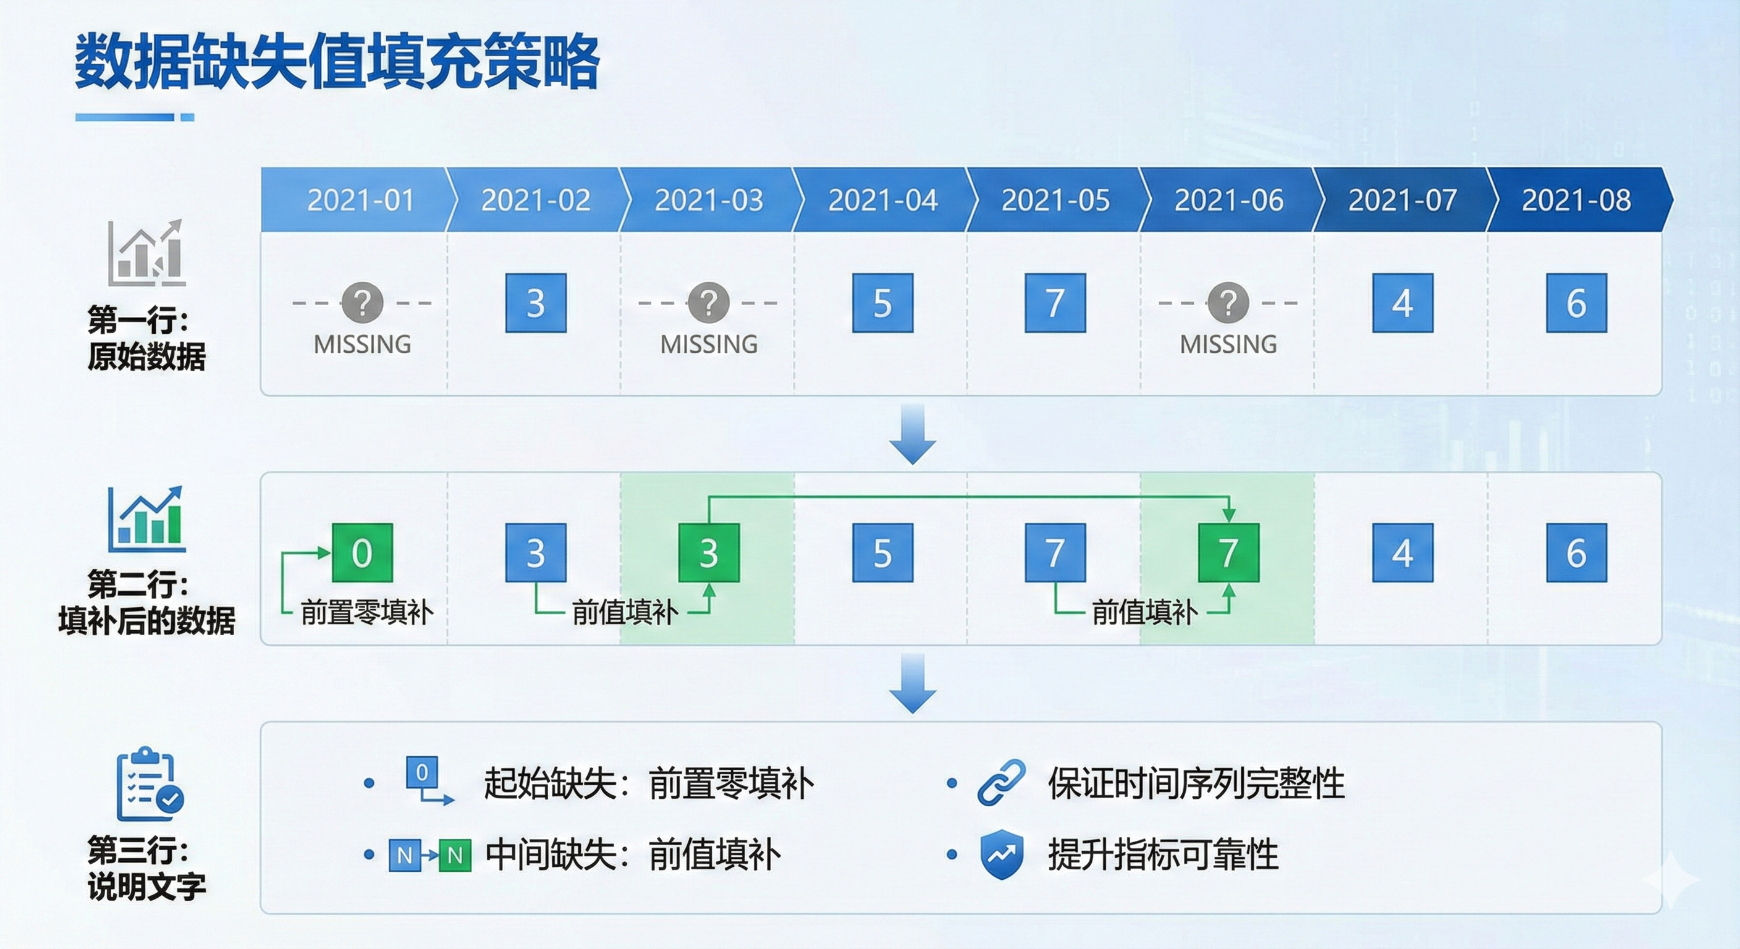 数据缺失值填充策略
2021-01 2021-02 2021-03 2021-04 2021-05 2021-06 2021-07 2021-08
第一行：
原始数据
? 3 ? 5 7 ? 4 6
MISSING MISSING MISSING
第二行：
填补后的数据
0 3 3 5 7 7 4 6
前置零填补 前值填补 前值填补
第三行：
说明文字
• 0 起始缺失：前置零填补
• N N 中间缺失：前值填补
• 保证时间序列完整性
• 提升指标可靠性